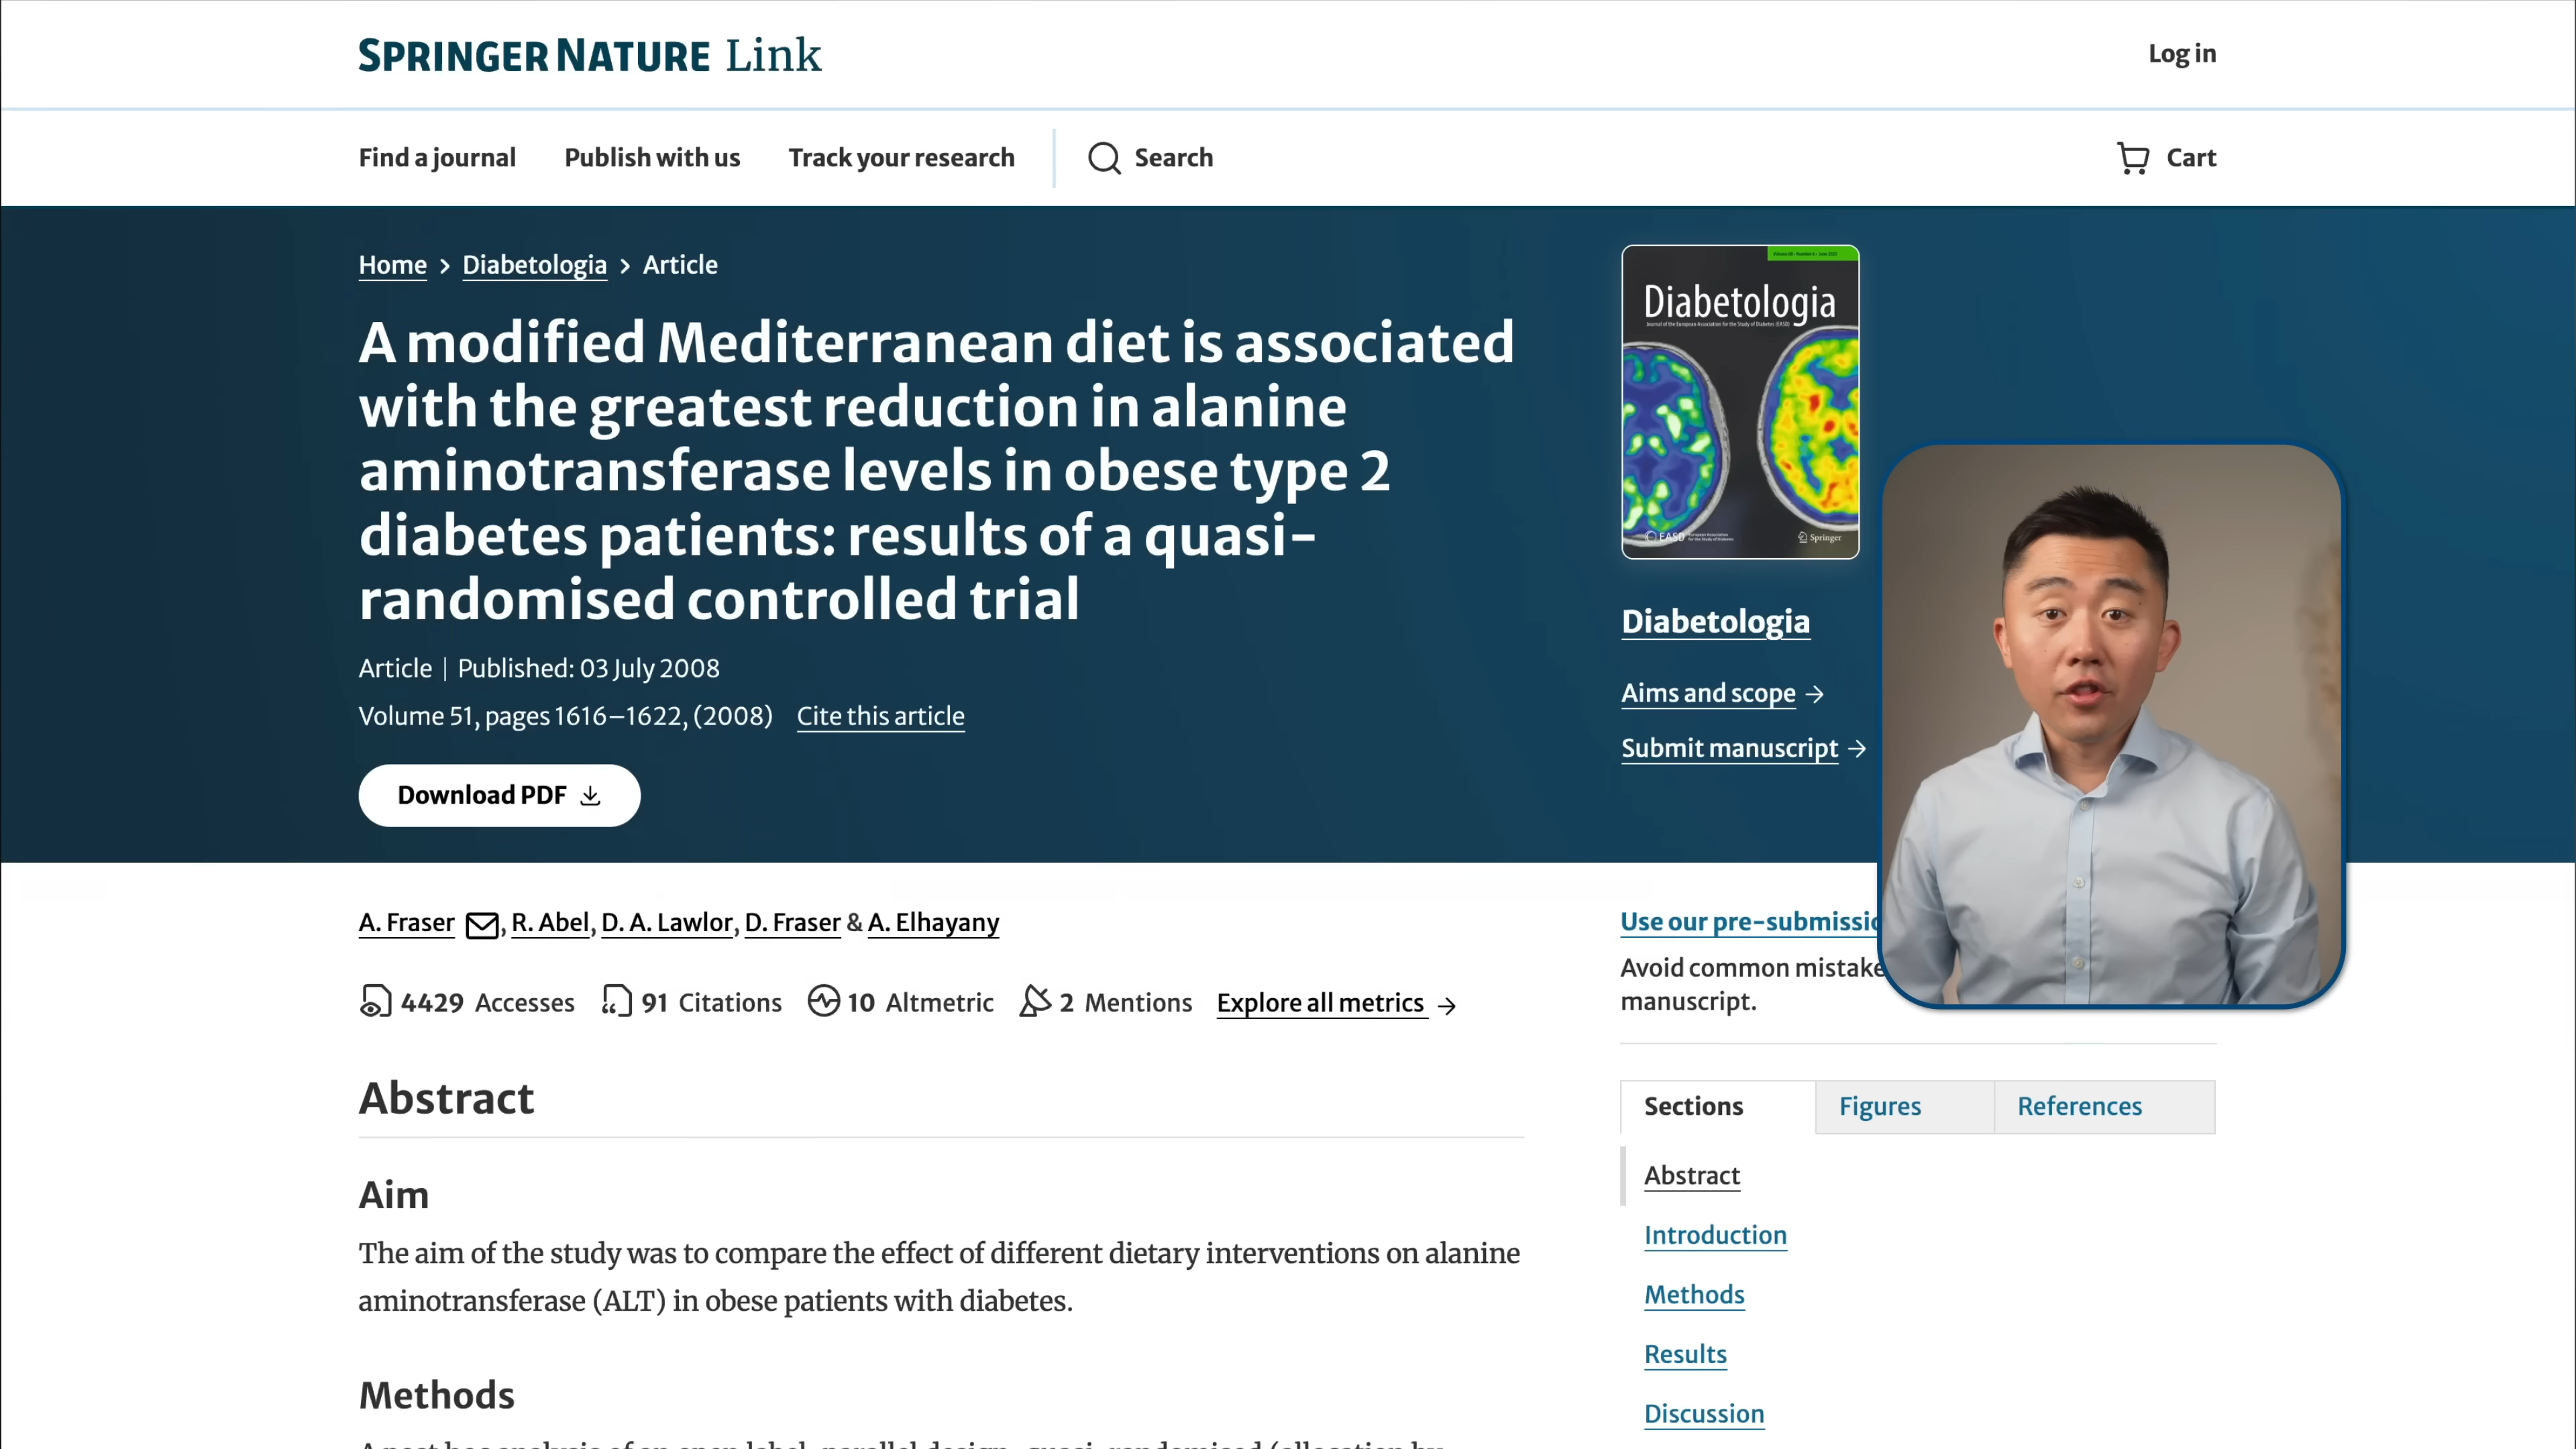 SPRINGER NATURE Link
Log in
Find a journal
Publish with us
Track your research
Search
Cart
Home > Diabetologia > Article
A modified Mediterranean diet is associated
with the greatest reduction in alanine
aminotransferase levels in obese type 2
diabetes patients: results of a quasi-
randomised controlled trial
Article | Published: 03 July 2008
Volume 51, pages 1616–1622, (2008) Cite this article
Download PDF
Diabetologia
EASD
Springer
Diabetologia
Aims and scope →
Submit manuscript →
A. Fraser, R. Abel, D. A. Lawlor, D. Fraser & A. Elhayany
4429 Accesses
91 Citations
10 Altmetric
2 Mentions
Explore all metrics →
Abstract
Aim
The aim of the study was to compare the effect of different dietary interventions on alanine
aminotransferase (ALT) in obese patients with diabetes.
Methods
Use our pre-submissio
Avoid common mistake
manuscript.
Sections
Figures
References
Abstract
Introduction
Methods
Results
Discussion